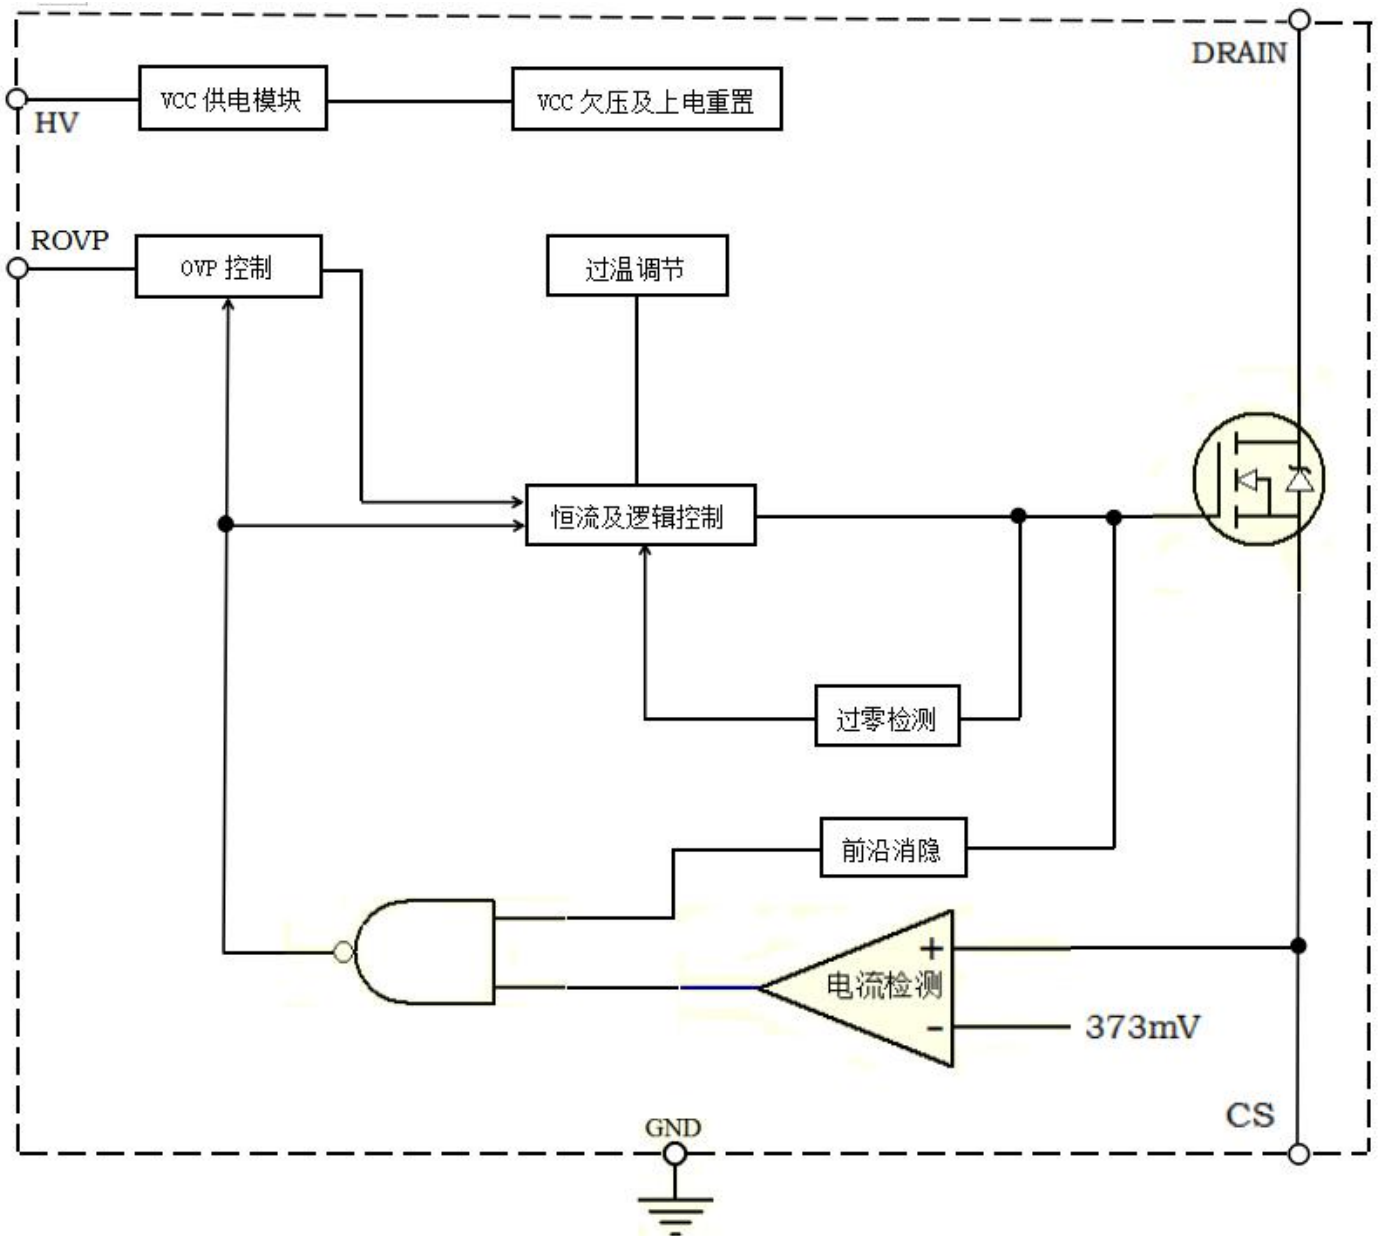 DRAIN
HV
VCC 供电模块
VCC 欠压及上电重置
ROVP
OVP 控制
过温调节
恒流及逻辑控制
过零检测
前沿消隐
+
电流检测
-
373mV
CS
GND